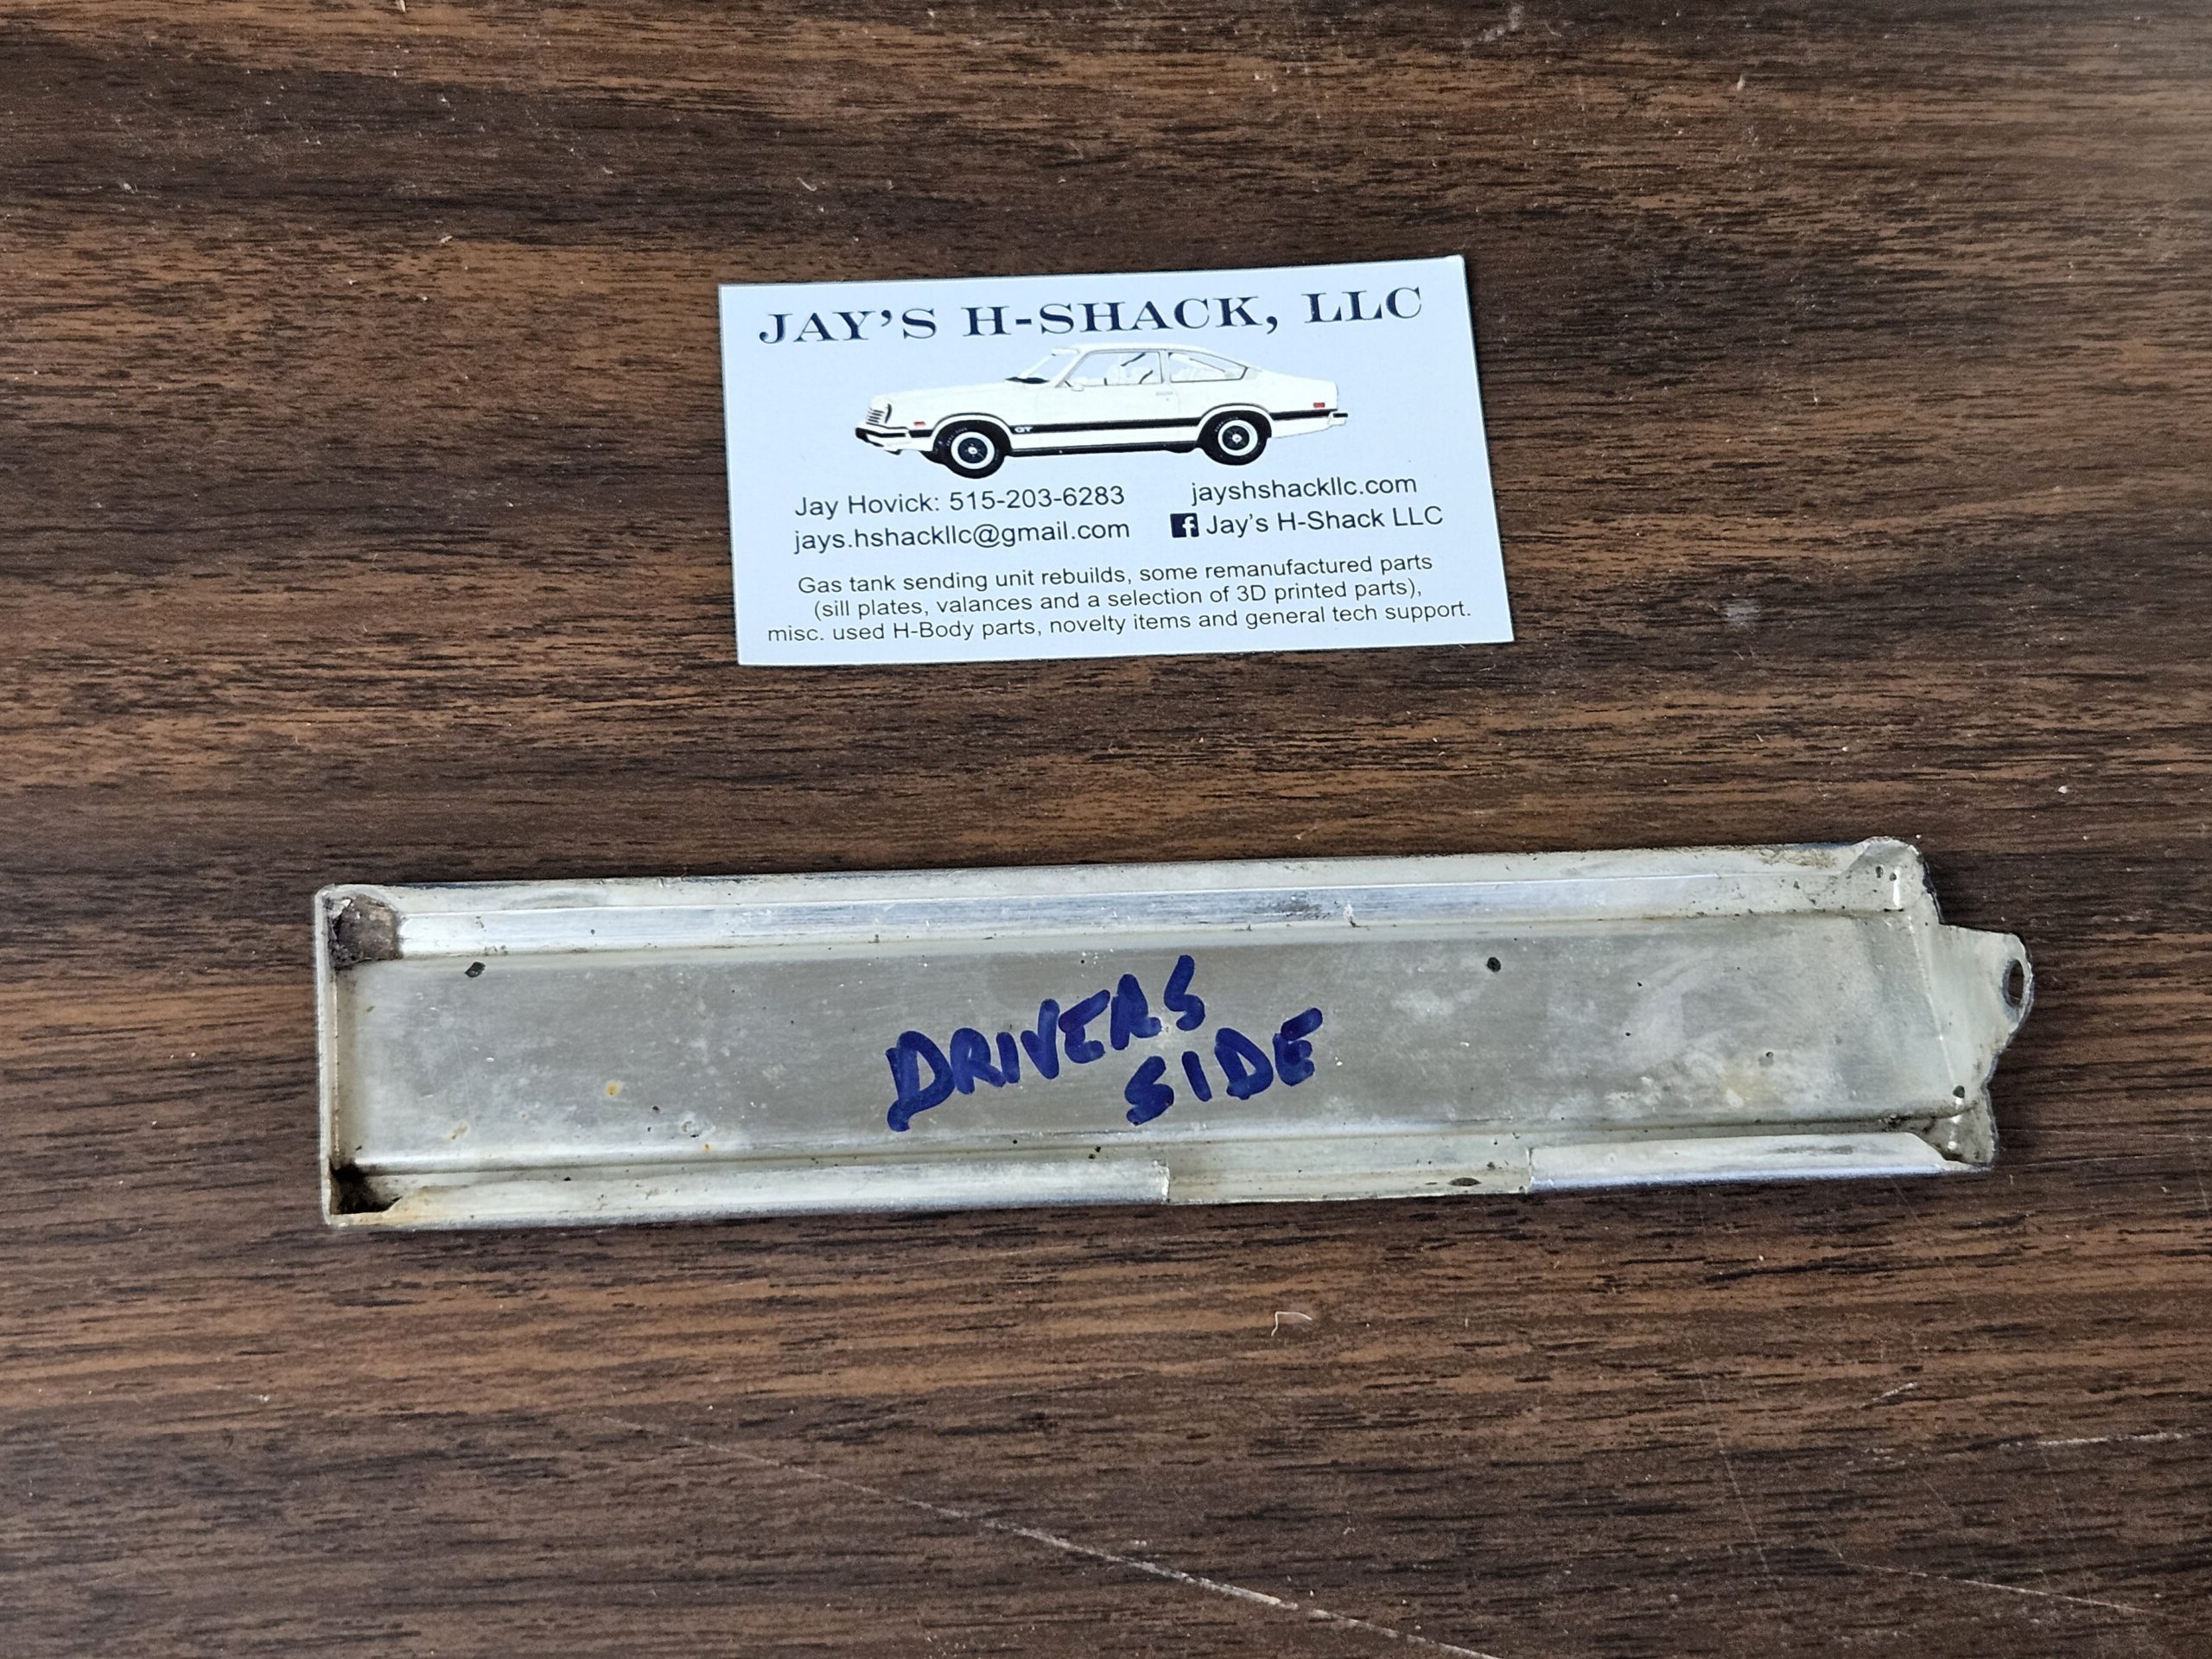 JAY'S H-SHACK, LLC
GT
Jay Hovick: 515-203-6283
jays.hshackllc@gmail.com
jayshshackllc.com
Jay's H-Shack LLC
Gas tank sending unit rebuilds, some remanufactured parts
(sill plates, valances and a selection of 3D printed parts),
misc. used H-Body parts, novelty items and general tech support.
DRIVERS
SIDE